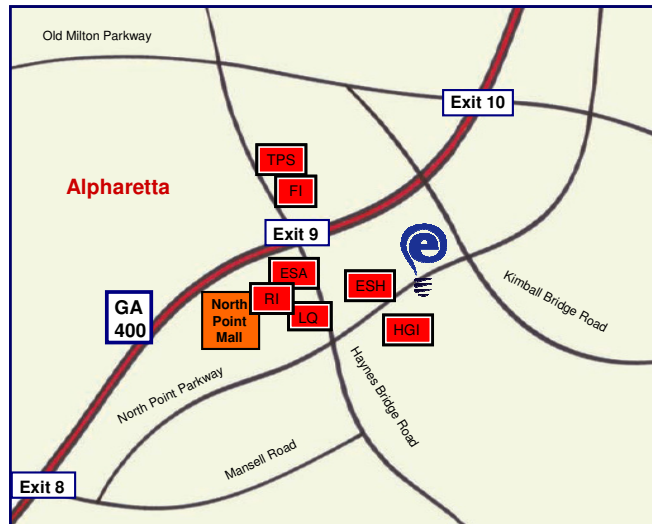 Old Milton Parkway
Exit 10
TPS
Alpharetta
FI
Exit 9
e
ESA
ESH
Kimball Bridge Road
RI
GA
400
North
Point
Mall
LQ
HGI
North Point Parkway
Haynes Bridge Road
Mansell Road
Exit 8